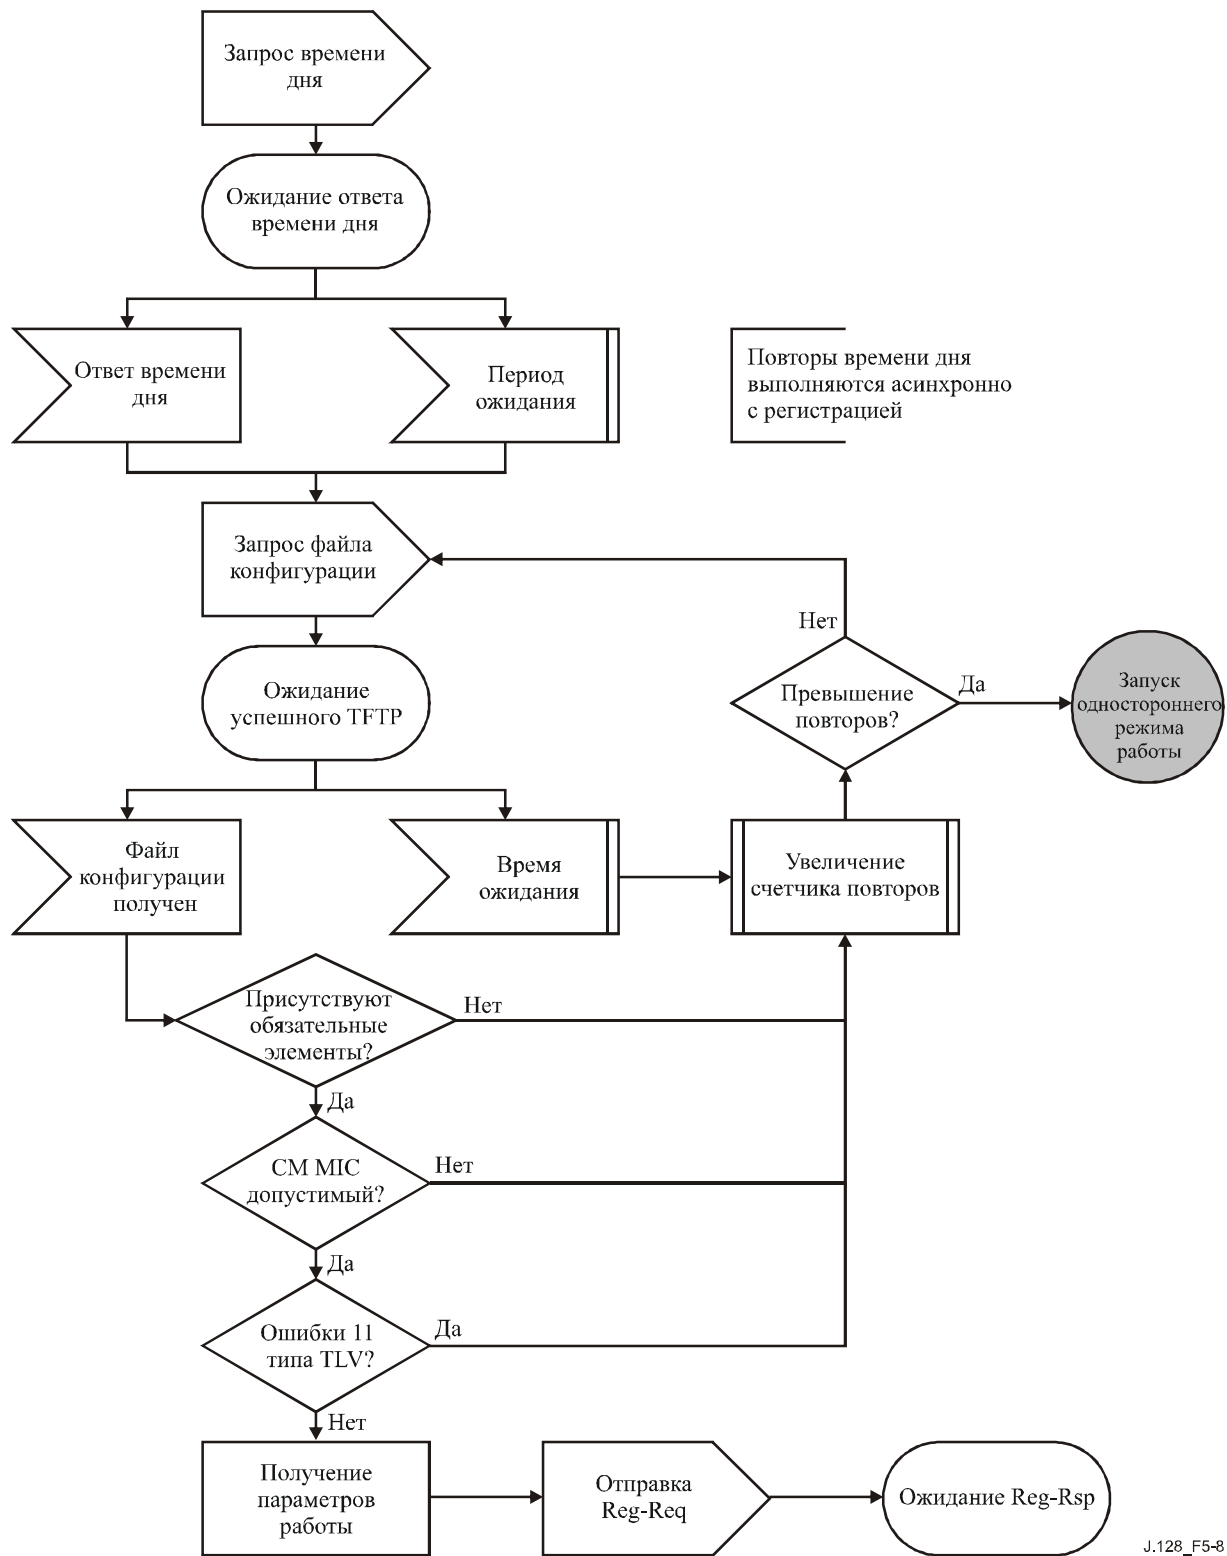 Запрос времени
дня
Ожидание ответа
времени дня
Ответ времени
дня
Период
ожидания
Повторы времени дня
выполняются асинхронно
с регистрацией
Запрос файла
конфигурации
Нет
Превышение
повторов?
Да
Запуск
одностороннего
режима
работы
Ожидание
успешного TFTP
Файл
конфигурации
получен
Время
ожидания
Увеличение
счетчика повторов
Присутствуют
обязательные
элементы?
Нет
Да
CM MIC
допустимый?
Нет
Да
Ошибки 11
типа TLV?
Да
Нет
Получение
параметров
работы
Отправка
Reg-Req
Ожидание Reg-Rsp
J.128_F5-8